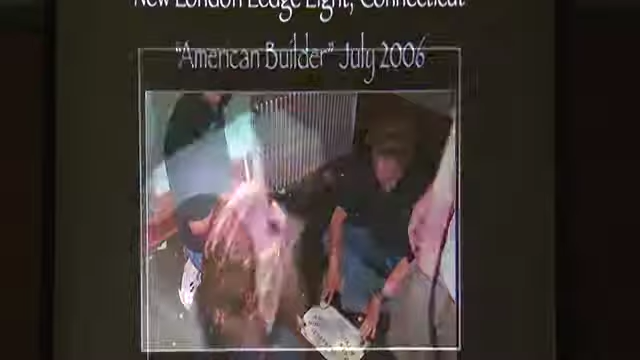 New London Ledge Light, Connecticut
"American Builder" July 2006